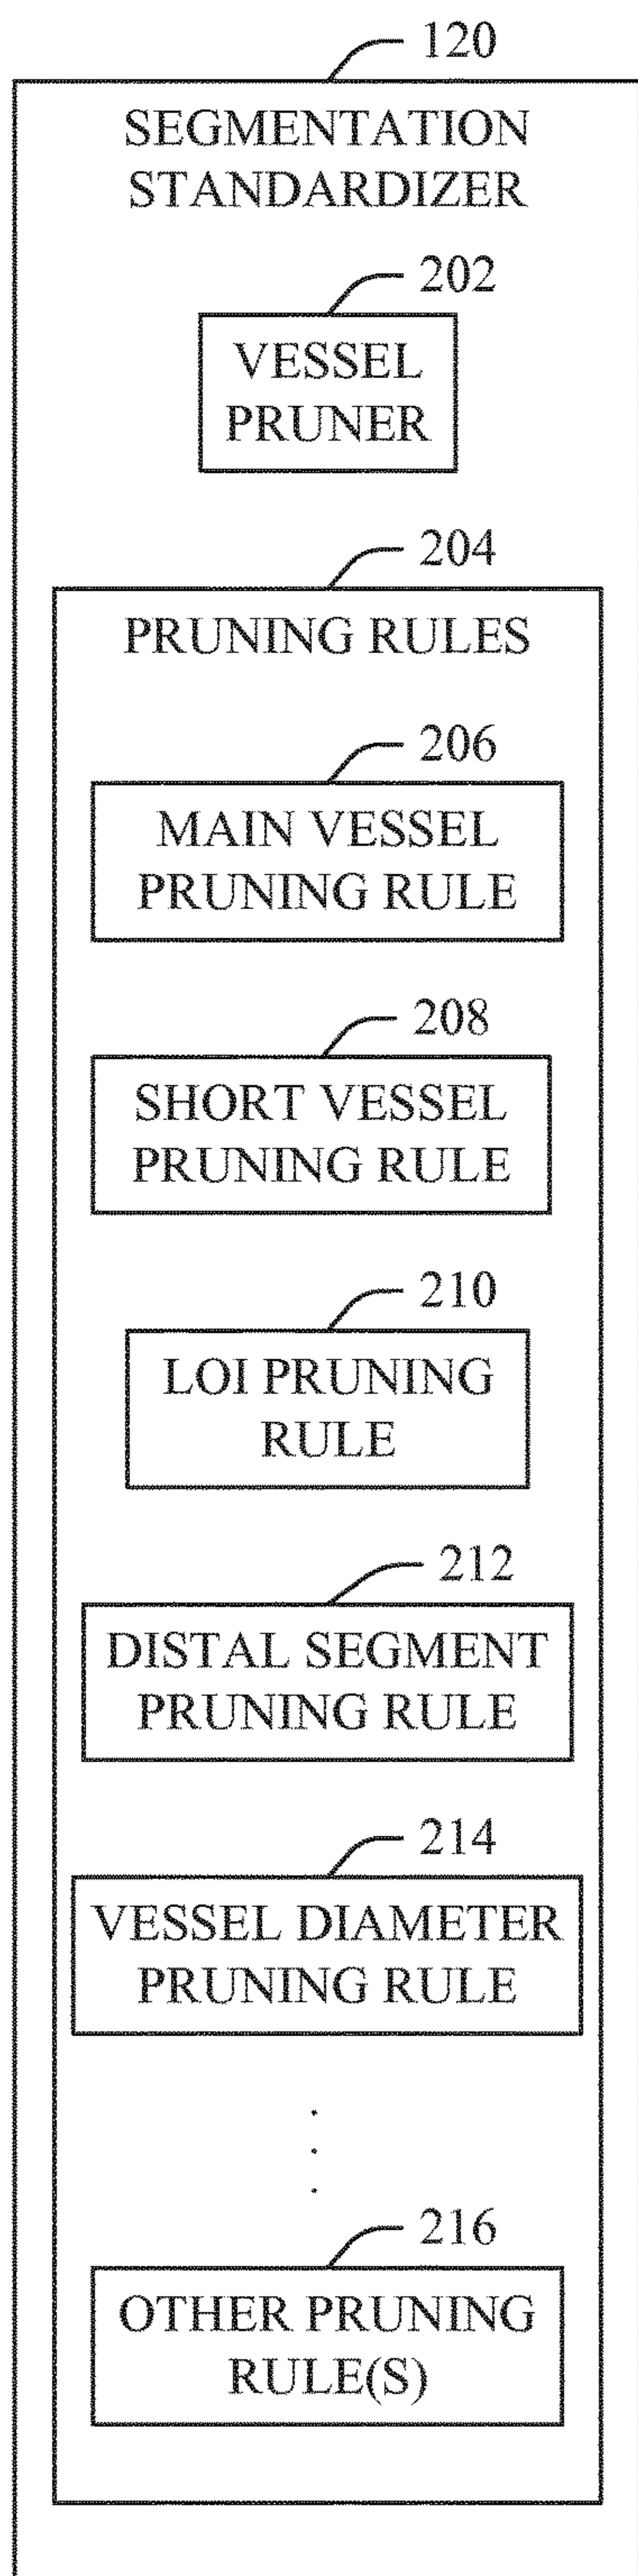 120
SEGMENTATION
STANDARDIZER
202
VESSEL
PRUNER
204
PRUNING RULES
206
MAIN VESSEL
PRUNING RULE
208
SHORT VESSEL
PRUNING RULE
210
LOI PRUNING
RULE
212
DISTAL SEGMENT
PRUNING RULE
214
VESSEL DIAMETER
PRUNING RULE
216
OTHER PRUNING
RULE(S)